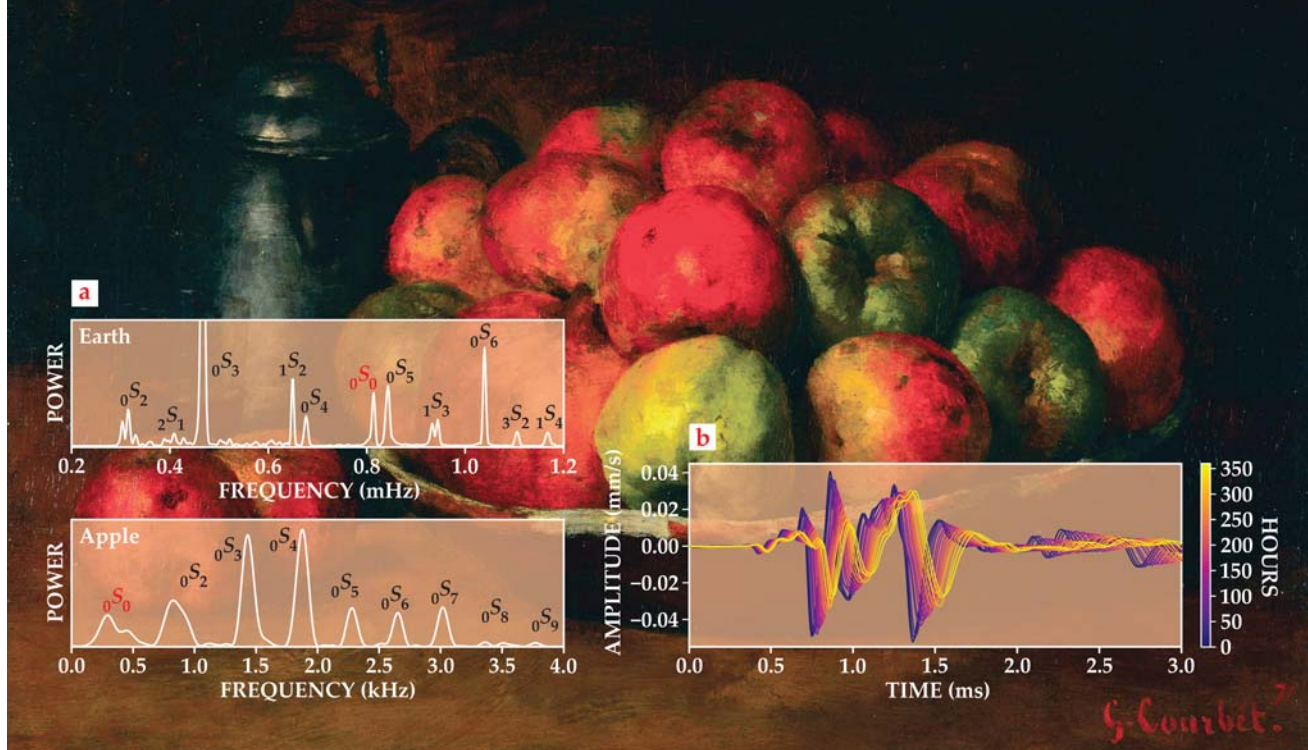 a
Earth
POWER
₀S₂
₂S₁
₀S₃
₁S₂
₀S₄
₀S₀
₀S₅
₁S₃
₀S₆
₃S₂
₁S₄
0.2 0.4 0.6 0.8 1.0 1.2
FREQUENCY (mHz)
Apple
POWER
₀S₀
₀S₂
₀S₃
₀S₄
₀S₅
₀S₆
₀S₇
₀S₈
₀S₉
0.0 0.5 1.0 1.5 2.0 2.5 3.0 3.5 4.0
FREQUENCY (kHz)
b
AMPLITUDE (mm/s)
0.04
0.02
0.00
−0.02
−0.04
0.0 0.5 1.0 1.5 2.0 2.5 3.0
TIME (ms)
350
300
250
200
150
100
50
0
HOURS
G. Courbet.